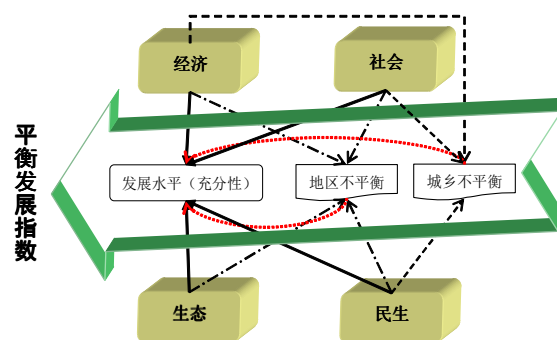 经济
社会
平衡发展指数
发展水平（充分性）
地区不平衡
城乡不平衡
生态
民生